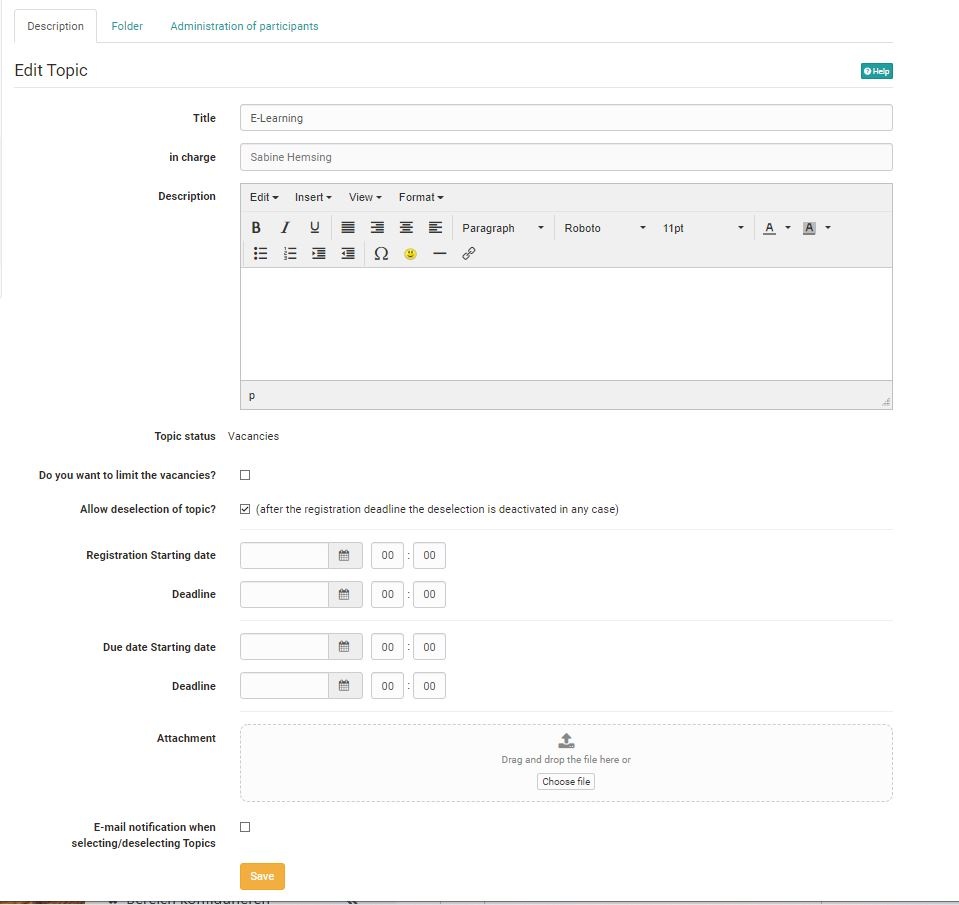 Description Folder Administration of participants
Edit Topic Help
Title E-Learning
in charge Sabine Hemsing
Description Edit Insert View Format
B I U Paragraph Roboto 11pt A A
Ω
p
Topic status Vacancies
Do you want to limit the vacancies?
Allow deselection of topic? (after the registration deadline the deselection is deactivated in any case)
Registration Starting date 00 : 00
Deadline 00 : 00
Due date Starting date 00 : 00
Deadline 00 : 00
Attachment
Drag and drop the file here or
Choose file
E-mail notification when
selecting/deselecting Topics
Save